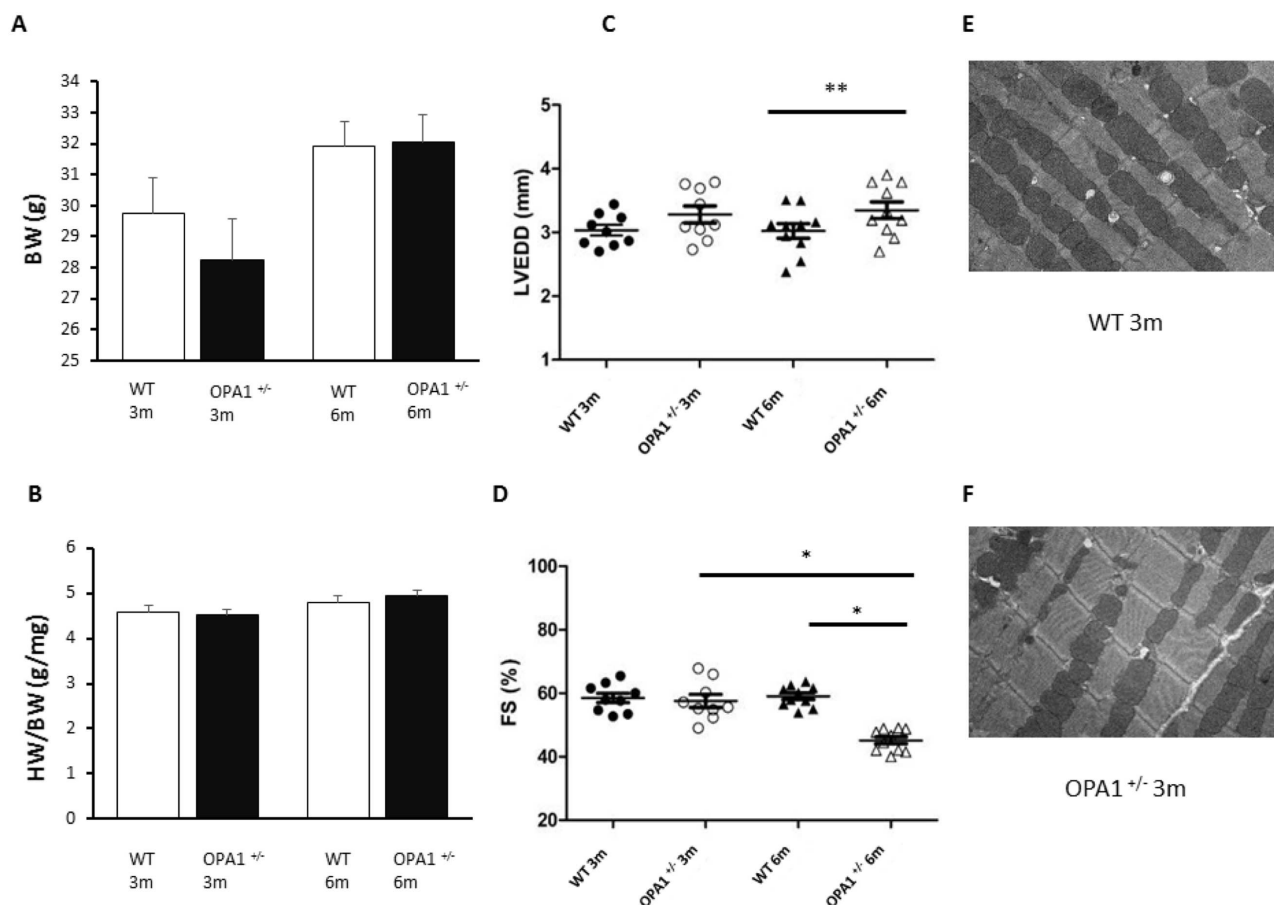 A
BW (g)
34
33
32
31
30
29
28
27
26
25
WT
3m
OPA1 +/-
3m
WT
6m
OPA1 +/-
6m
B
HW/BW (g/mg)
6
5
4
3
2
1
0
WT
3m
OPA1 +/-
3m
WT
6m
OPA1 +/-
6m
C
LVEDD (mm)
5
4
3
2
1
**
WT 3m
OPA1 +/- 3m
WT 6m
OPA1 +/- 6m
D
FS (%)
100
80
60
40
20
*
*
WT 3m
OPA1 +/- 3m
WT 6m
OPA1 +/- 6m
E
WT 3m
F
OPA1 +/- 3m